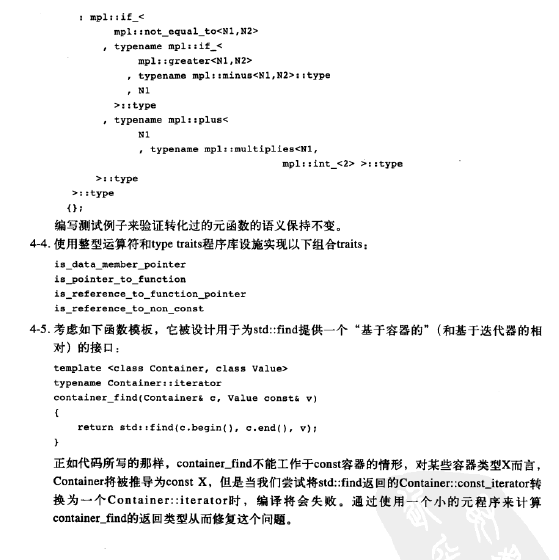 : mpl::if_<
mpl::not_equal_to<N1,N2>
, typename mpl::if_<
mpl::greater<N1,N2>
, typename mpl::minus<N1,N2>::type
, N1
>::type
, typename mpl::plus<
N1
, typename mpl::multiplies<N1,
mpl::int_<2> >::type
>::type
>::type
{};
编写测试例子来验证转化过的元函数的语义保持不变。
4-4. 使用整型运算符和type traits程序库设施实现以下组合traits：
is_data_member_pointer
is_pointer_to_function
is_reference_to_function_pointer
is_reference_to_non_const
4-5. 考虑如下函数模板，它被设计用于为std::find提供一个“基于容器的”（和基于迭代器的相
对）的接口：
template <class Container, class Value>
typename Container::iterator
container_find(Container& c, Value const& v)
{
return std::find(c.begin(), c.end(), v);
}
正如代码所写的那样，container_find不能工作于const容器的情形，对某些容器类型X而言，
Container将被推导为const X，但是当我们尝试将std::find返回的Container::const_iterator转
换为一个Container::iterator时，编译将会失败。通过使用一个小的元程序来计算
container_find的返回类型从而修复这个问题。